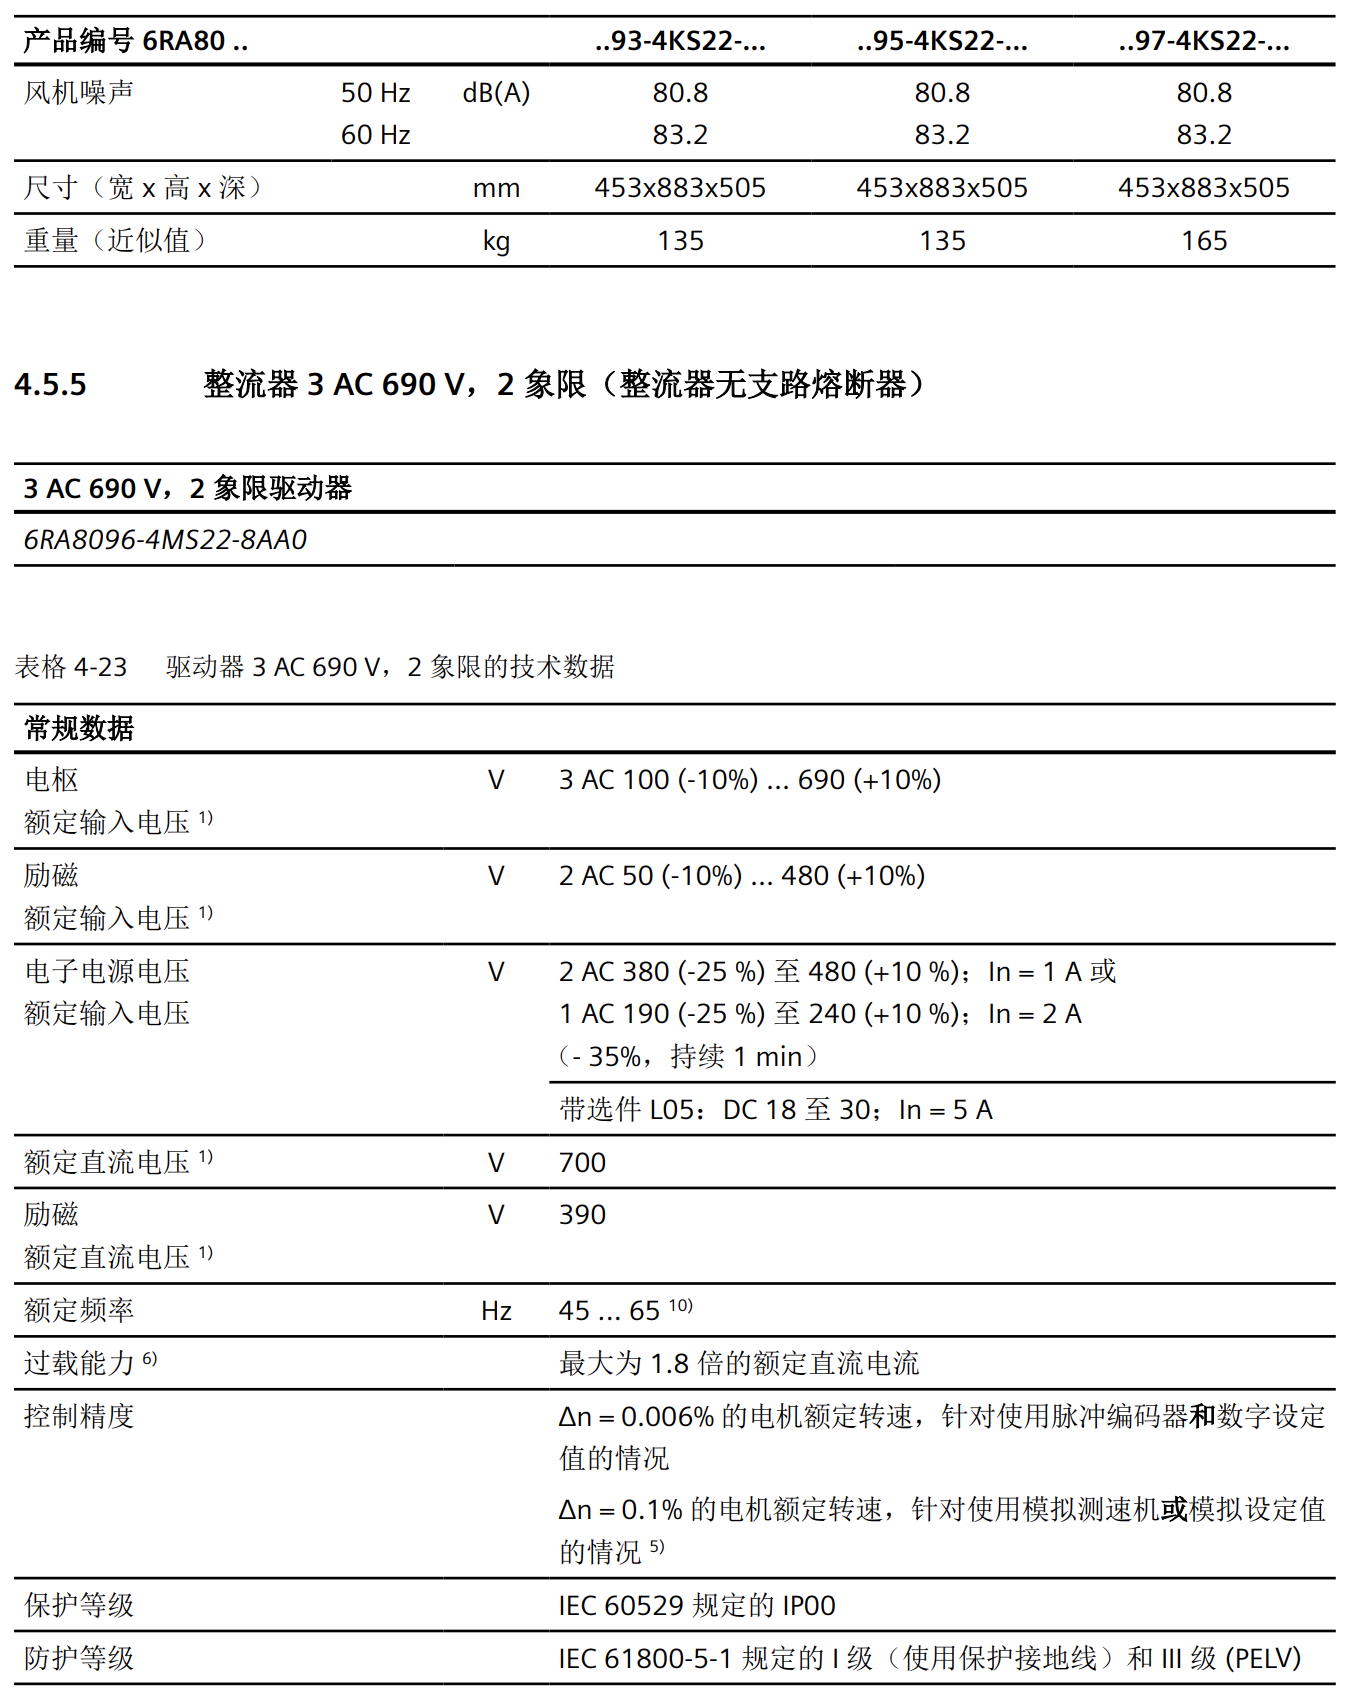 产品编号 6RA80 .. ..93-4KS22-... ..95-4KS22-... ..97-4KS22-...
风机噪声 50 Hz dB(A) 80.8 80.8 80.8
60 Hz 83.2 83.2 83.2
尺寸（宽 x 高 x 深） mm 453x883x505 453x883x505 453x883x505
重量（近似值） kg 135 135 165
4.5.5 整流器 3 AC 690 V，2 象限（整流器无支路熔断器）
3 AC 690 V，2 象限驱动器
6RA8096-4MS22-8AA0
表格 4-23 驱动器 3 AC 690 V，2 象限的技术数据
常规数据
电枢 V 3 AC 100 (-10%) ... 690 (+10%)
额定输入电压 1)
励磁 V 2 AC 50 (-10%) ... 480 (+10%)
额定输入电压 1)
电子电源电压 V 2 AC 380 (-25 %) 至 480 (+10 %)；In = 1 A 或
额定输入电压 1 AC 190 (-25 %) 至 240 (+10 %)；In = 2 A
（- 35%，持续 1 min）
带选件 L05：DC 18 至 30；In = 5 A
额定直流电压 1) V 700
励磁 V 390
额定直流电压 1)
额定频率 Hz 45 ... 65 10)
过载能力 6) 最大为 1.8 倍的额定直流电流
控制精度 Δn = 0.006% 的电机额定转速，针对使用脉冲编码器和数字设定
值的情况
Δn = 0.1% 的电机额定转速，针对使用模拟测速机或模拟设定值
的情况 5)
保护等级 IEC 60529 规定的 IP00
防护等级 IEC 61800-5-1 规定的 I 级（使用保护接地线）和 III 级 (PELV)